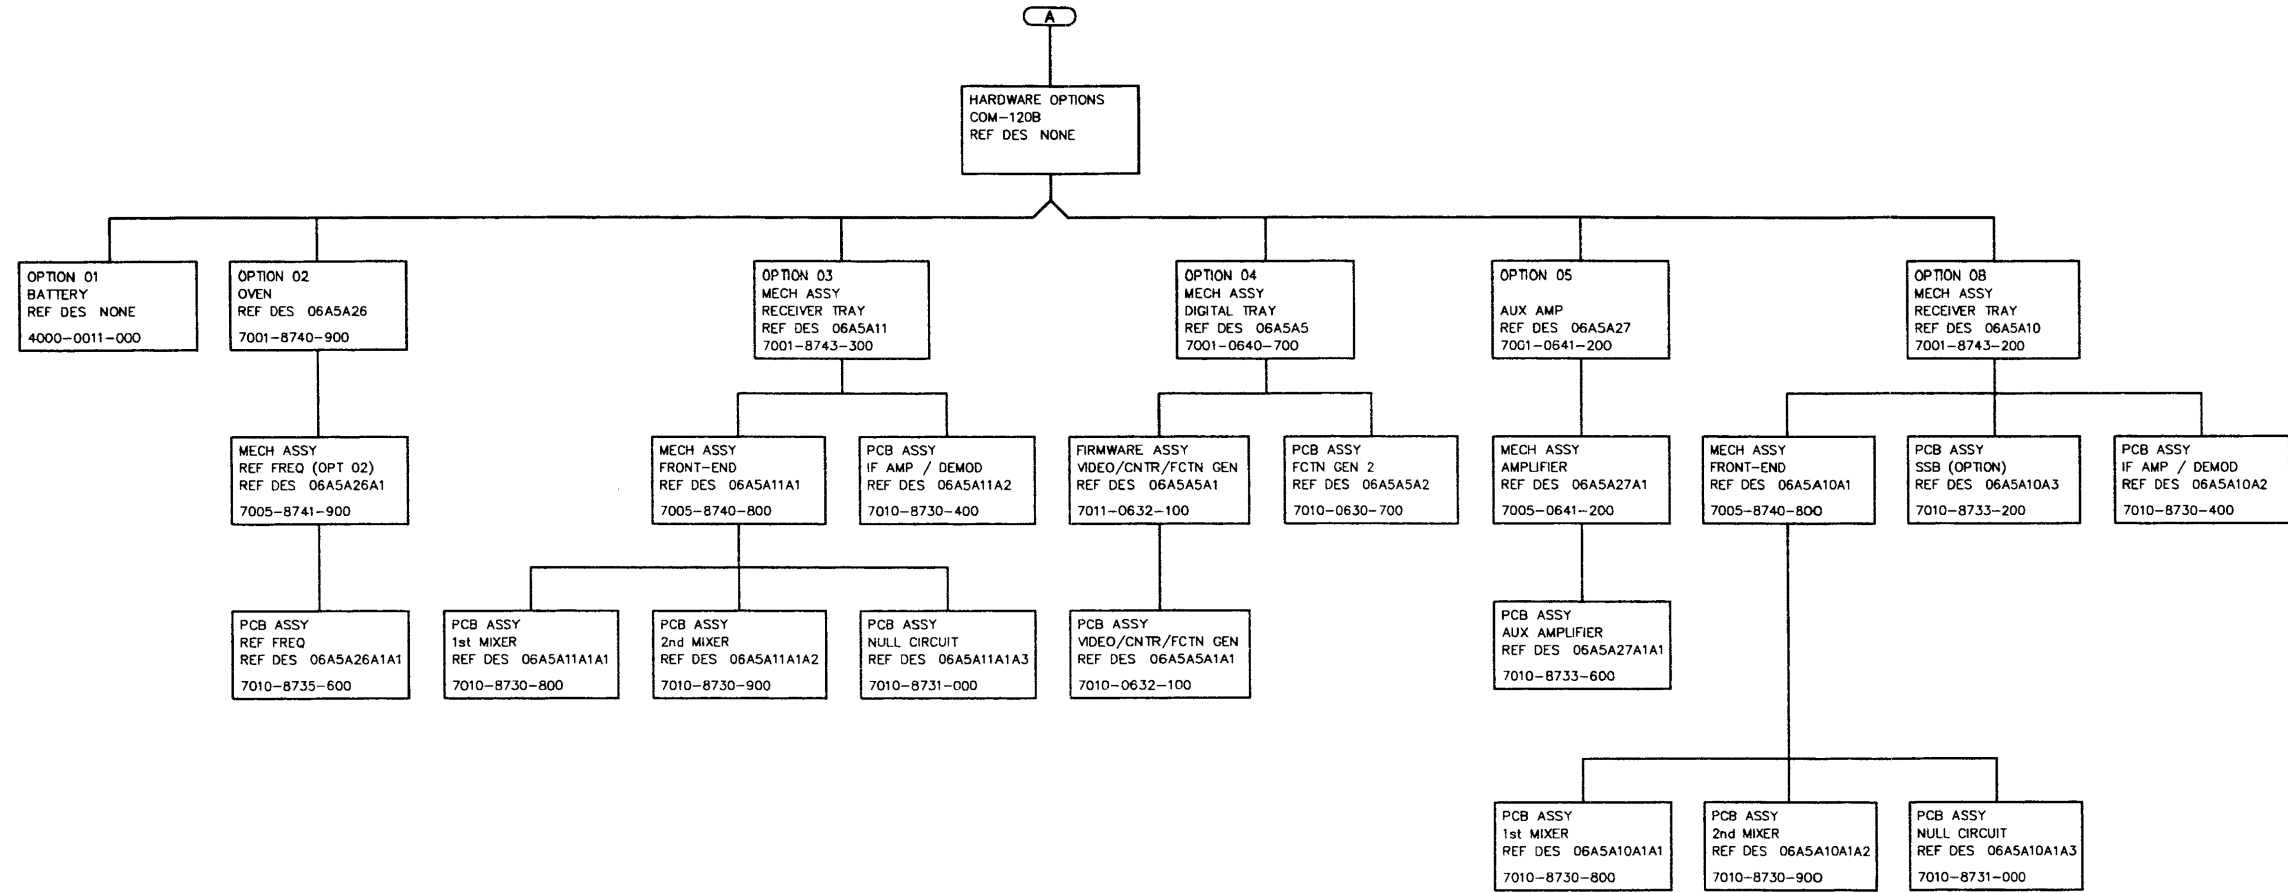 A
HARDWARE OPTIONS
COM-120B
REF DES NONE
OPTION 01
BATTERY
REF DES NONE
4000-0011-000
OPTION 02
OVEN
REF DES 06A5A26
7001-8740-900
OPTION 03
MECH ASSY
RECEIVER TRAY
REF DES 06A5A11
7001-8743-300
OPTION 04
MECH ASSY
DIGITAL TRAY
REF DES 06A5A5
7001-0640-700
OPTION 05
AUX AMP
REF DES 06A5A27
7001-0641-200
OPTION 08
MECH ASSY
RECEIVER TRAY
REF DES 06A5A10
7001-8743-200
MECH ASSY
REF FREQ (OPT 02)
REF DES 06A5A26A1
7005-8741-900
MECH ASSY
FRONT-END
REF DES 06A5A11A1
7005-8740-800
PCB ASSY
IF AMP / DEMOD
REF DES 06A5A11A2
7010-8730-400
FIRMWARE ASSY
VIDEO/CNTR/FCTN GEN
REF DES 06A5A5A1
7011-0632-100
PCB ASSY
FCTN GEN 2
REF DES 06A5A5A2
7010-0630-700
MECH ASSY
AMPLIFIER
REF DES 06A5A27A1
7005-0641-200
MECH ASSY
FRONT-END
REF DES 06A5A10A1
7005-8740-800
PCB ASSY
SSB (OPTION)
REF DES 06A5A10A3
7010-8733-200
PCB ASSY
IF AMP / DEMOD
REF DES 06A5A10A2
7010-8730-400
PCB ASSY
REF FREQ
REF DES 06A5A26A1A1
7010-8735-600
PCB ASSY
1st MIXER
REF DES 06A5A11A1A1
7010-8730-800
PCB ASSY
2nd MIXER
REF DES 06A5A11A1A2
7010-8730-900
PCB ASSY
NULL CIRCUIT
REF DES 06A5A11A1A3
7010-8731-000
PCB ASSY
VIDEO/CNTR/FCTN GEN
REF DES 06A5A5A1A1
7010-0632-100
PCB ASSY
AUX AMPLIFIER
REF DES 06A5A27A1A1
7010-8733-600
PCB ASSY
1st MIXER
REF DES 06A5A10A1A1
7010-8730-800
PCB ASSY
2nd MIXER
REF DES 06A5A10A1A2
7010-8730-900
PCB ASSY
NULL CIRCUIT
REF DES 06A5A10A1A3
7010-8731-000